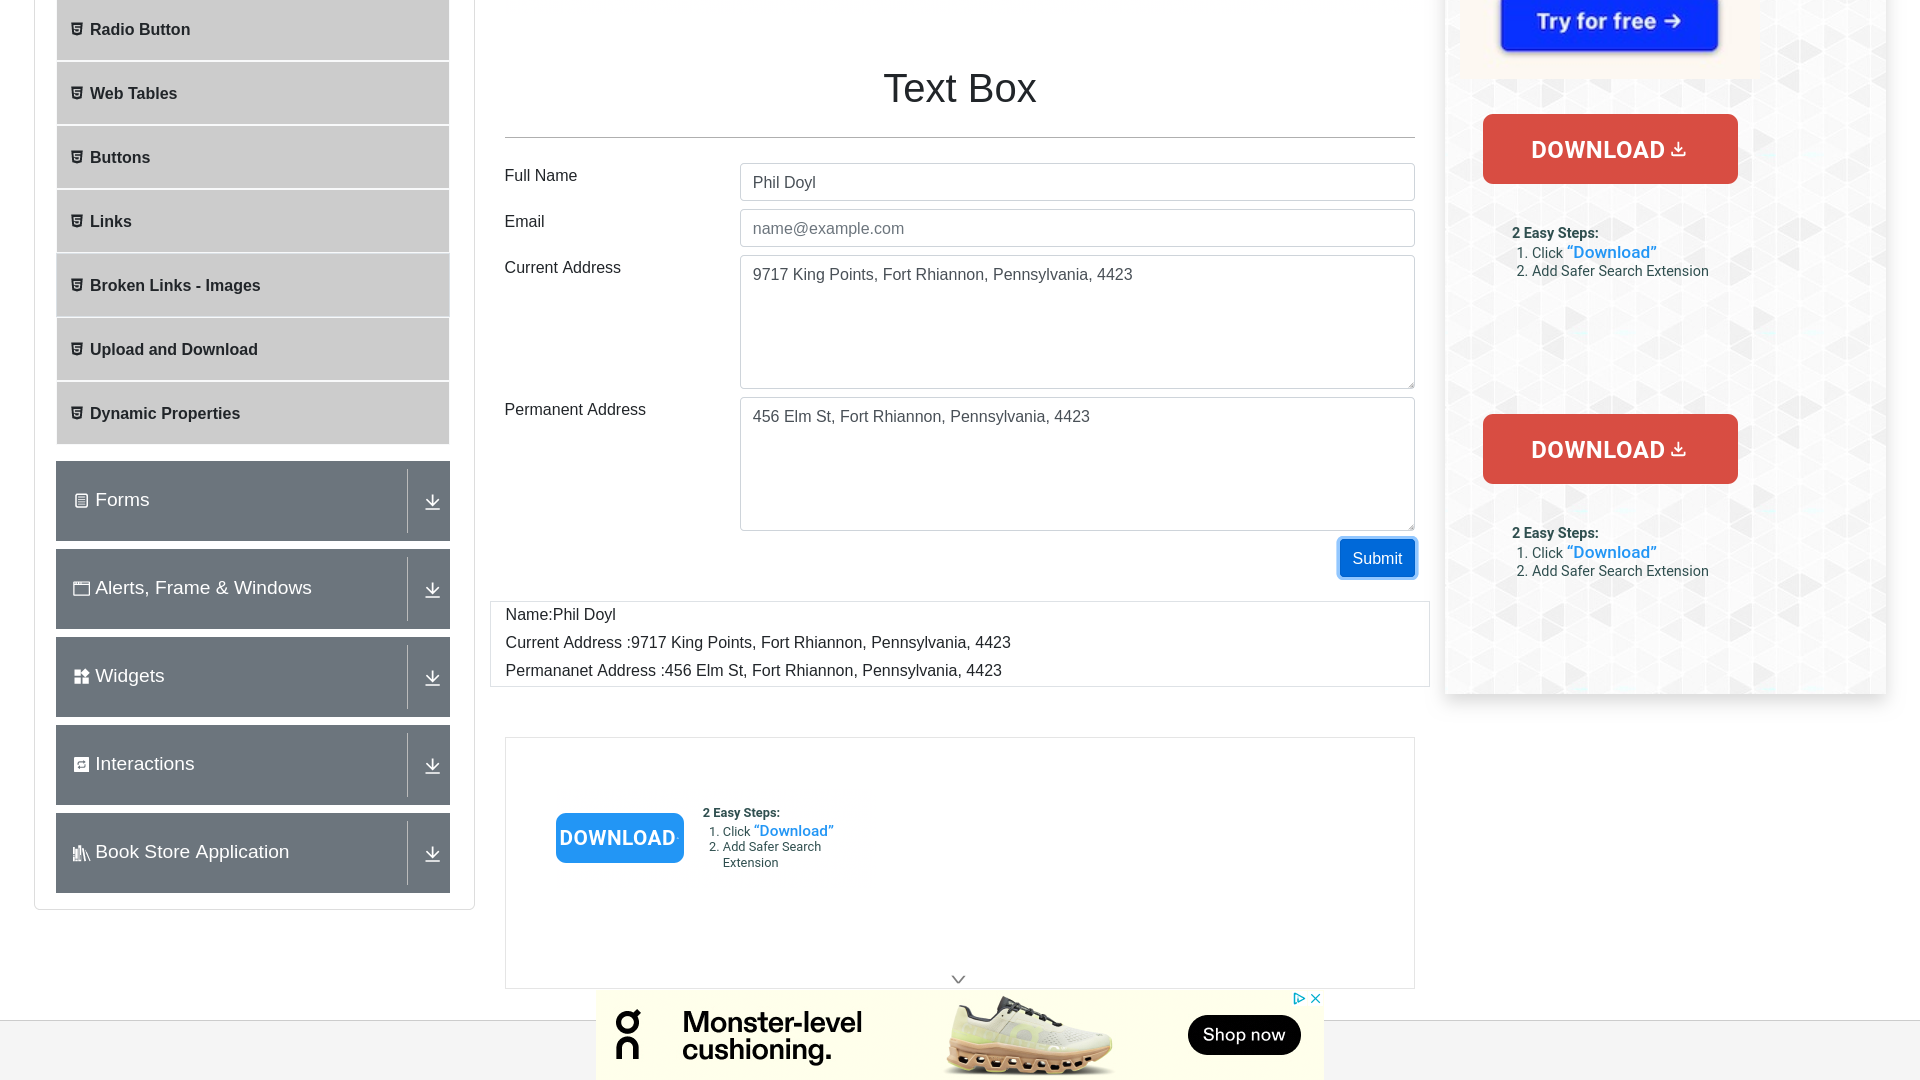 Radio Button
Web Tables
Buttons
Links
Broken Links - Images
Upload and Download
Dynamic Properties
Forms
Alerts, Frame & Windows
Widgets
Interactions
Book Store Application
Text Box
Full Name
Phil Doyl
Email
name@example.com
Current Address
9717 King Points, Fort Rhiannon, Pennsylvania, 4423
Permanent Address
456 Elm St, Fort Rhiannon, Pennsylvania, 4423
Submit
Name:Phil Doyl
Current Address :9717 King Points, Fort Rhiannon, Pennsylvania, 4423
Permananet Address :456 Elm St, Fort Rhiannon, Pennsylvania, 4423
DOWNLOAD
2 Easy Steps:
1. Click “Download”
2. Add Safer Search
Extension
Try for free →
DOWNLOAD
2 Easy Steps:
1. Click “Download”
2. Add Safer Search Extension
DOWNLOAD
2 Easy Steps:
1. Click “Download”
2. Add Safer Search Extension
on
Monster-level
cushioning.
Shop now